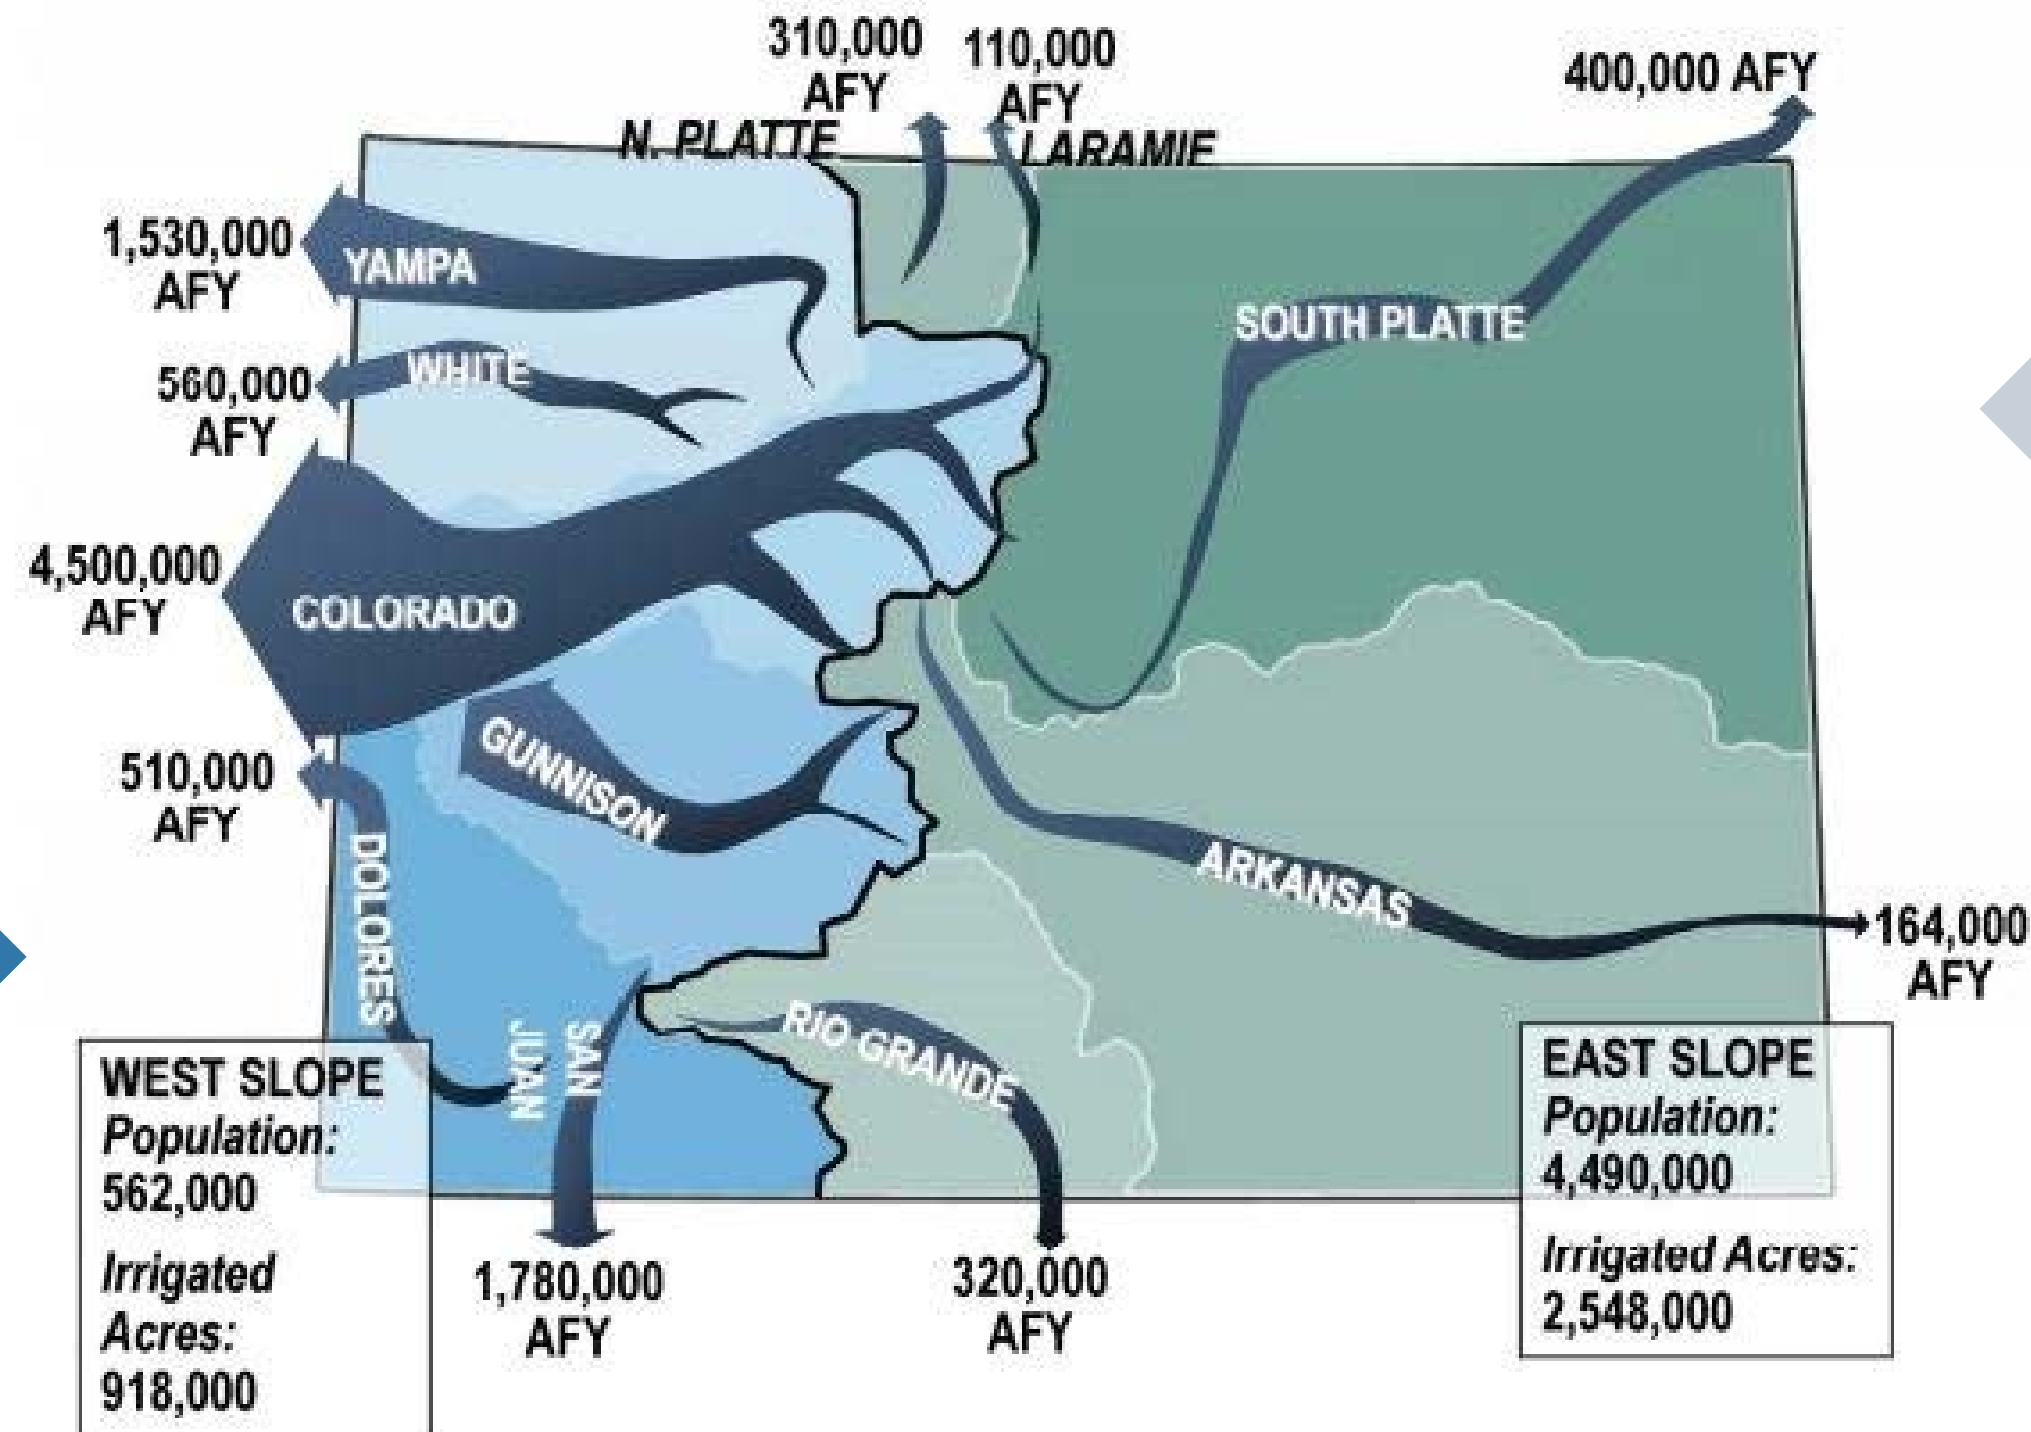 310,000
AFY
110,000
AFY
400,000 AFY
N. PLATTE
LARAMIE
1,530,000
AFY
YAMPA
SOUTH PLATTE
560,000
AFY
WHITE
4,500,000
AFY
COLORADO
510,000
AFY
GUNNISON
DOLORES
ARKANSAS
164,000
AFY
SAN
JUAN
RIO GRANDE
WEST SLOPE
Population:
562,000
Irrigated
Acres:
918,000
EAST SLOPE
Population:
4,490,000
Irrigated Acres:
2,548,000
1,780,000
AFY
320,000
AFY